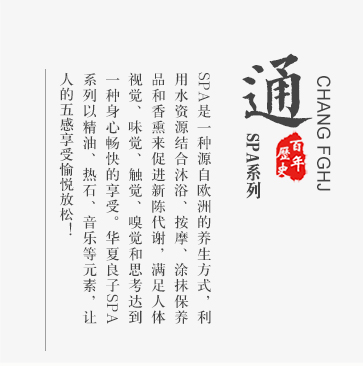 CHANG FGHJ
通
百年
歷史
SPA系列
SPA是一种源自欧洲的养生方式，利
用水资源结合沐浴、按摩、涂抹保养
品和香熏来促进新陈代谢，满足人体
视觉、味觉、触觉、嗅觉和思考达到
一种身心畅快的享受。华夏良子SPA
系列以精油、热石、音乐等元素，让
人的五感享受愉悦放松！